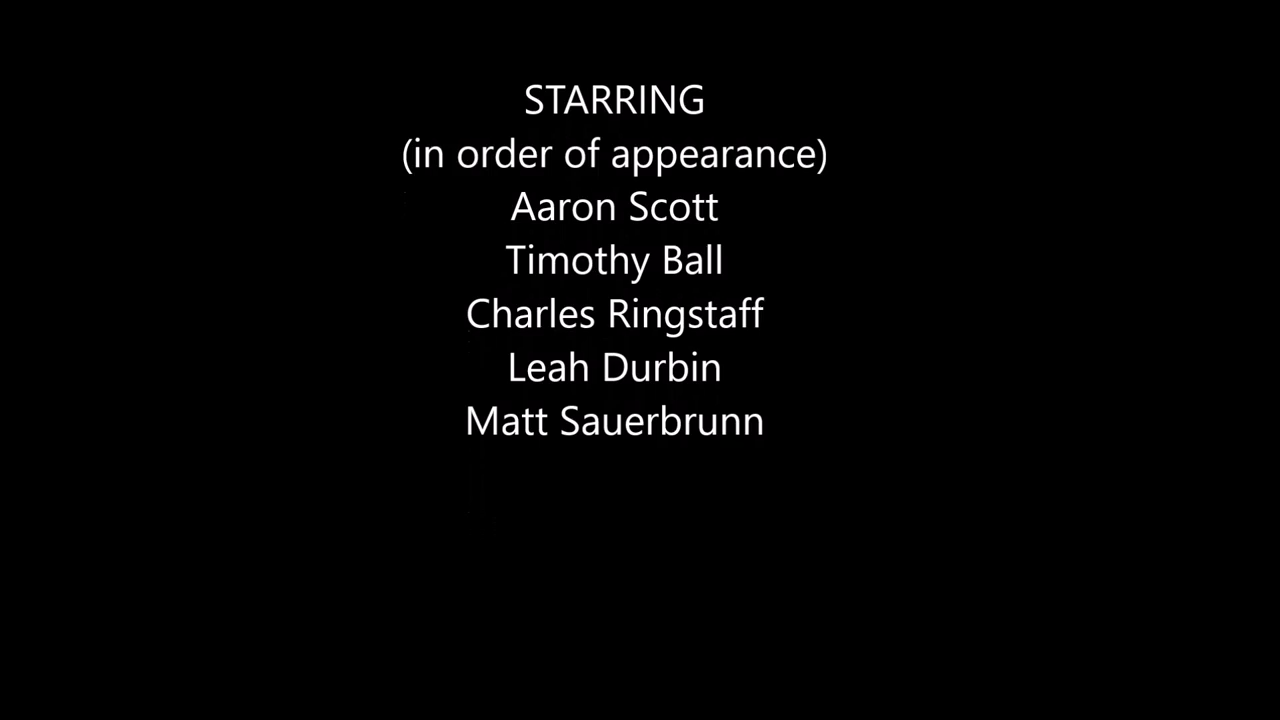 STARRING
(in order of appearance)
Aaron Scott
Timothy Ball
Charles Ringstaff
Leah Durbin
Matt Sauerbrunn